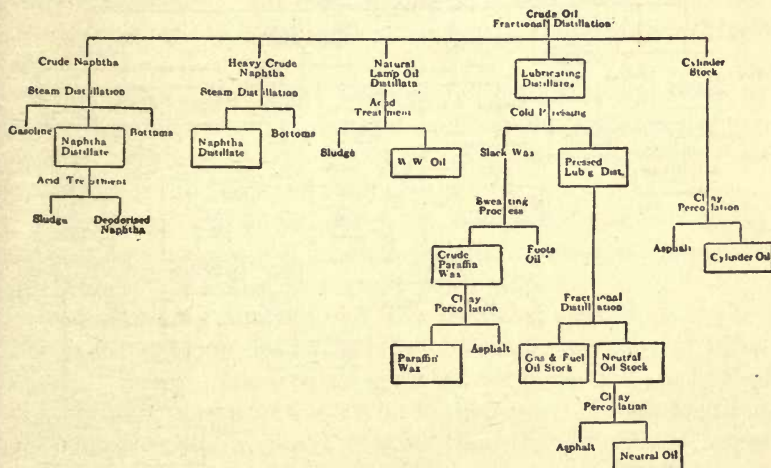 Crude Oil
Fractional Distillation
Crude Naphtha
Heavy Crude
Naphtha
Natural
Lamp Oil
Distillate
Lubricating
Distillate.
Cylinder
Stock
Steam Distillation
Steam Distillation
Acid
Treatment
Cold Pressing
Gasoline
Naphtha
Distillate
Bottoms
Naphtha
Distillate
Bottoms
Sludge
W W Oil
Slack Wax
Pressed
Lub'g Dist.
Acid Treatment
Sludge
Deodorised
Naphtha
Sweating
Process
Clay
Percolation
Crude
Paraffin
Wax
Foots
Oil
Asphalt
Cylinder Oil
Clay
Percolation
Fractional
Distillation
Paraffin
Wax
Asphalt
Gas & Fuel
Oil Stock
Neutral
Oil Stock
Clay
Percolation
Asphalt
Neutral Oil